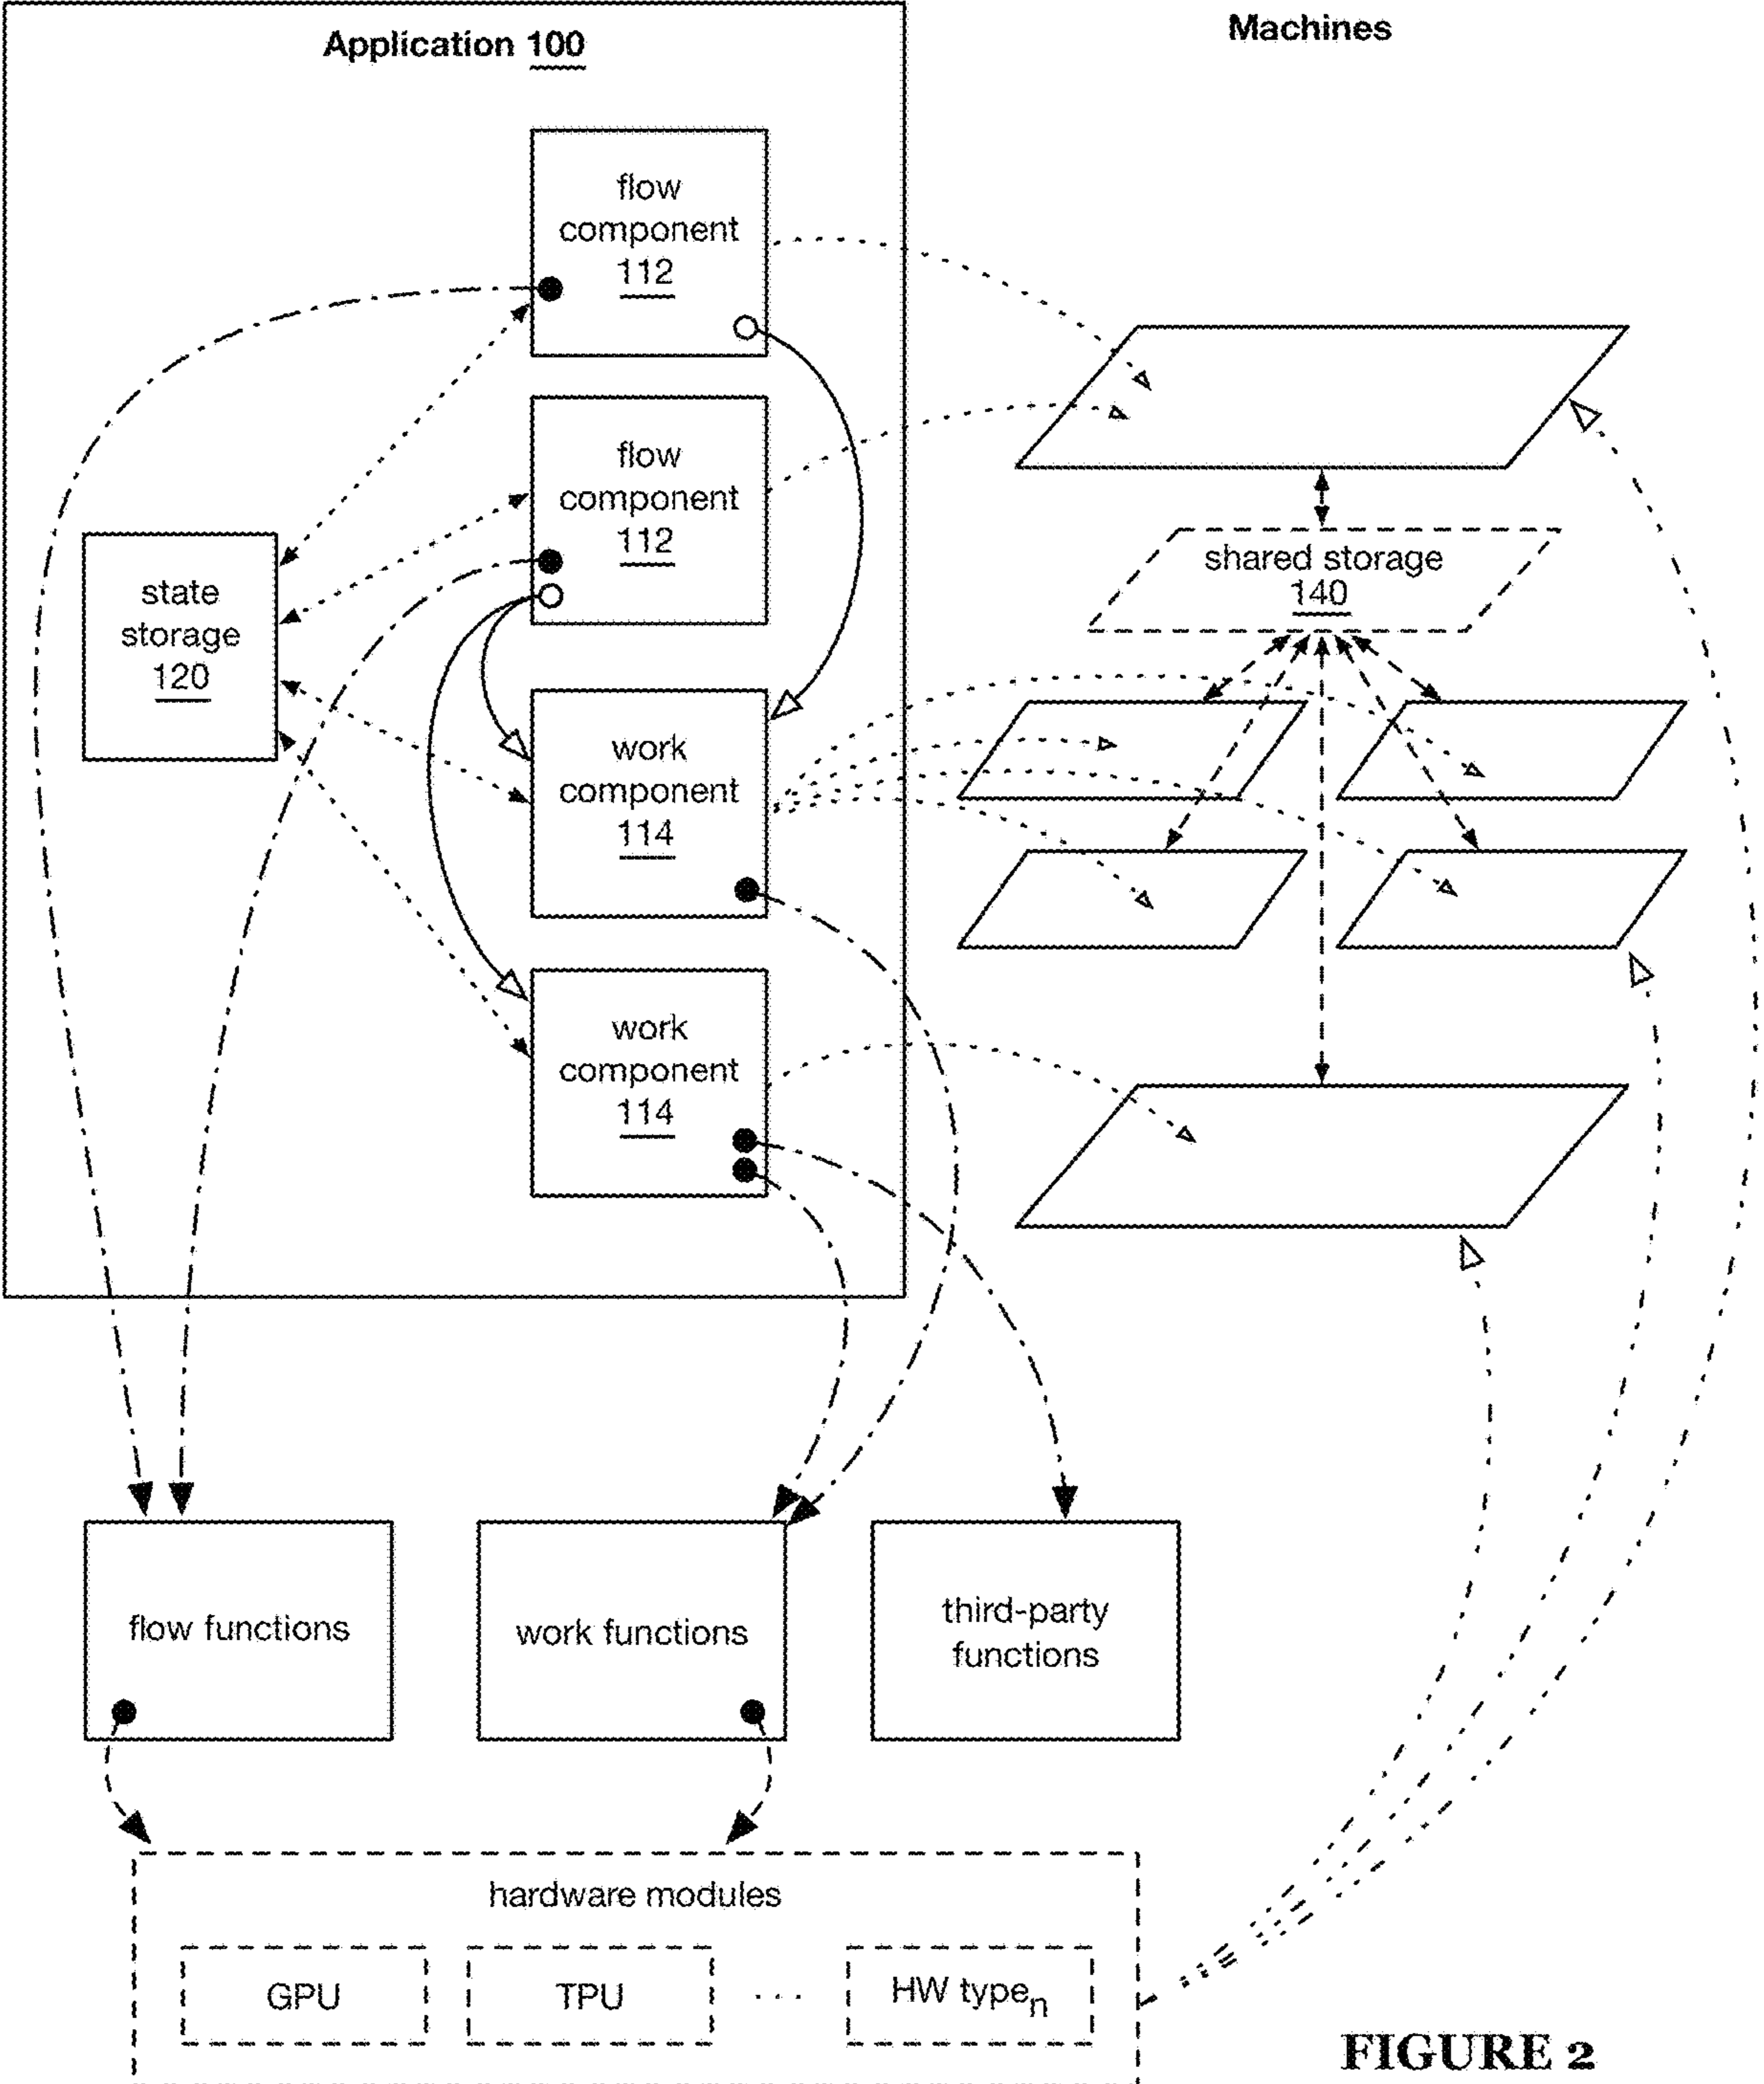 Application 100
Machines
flow
component
112
flow
component
112
shared storage
140
state
storage
120
work
component
114
work
component
114
flow functions
work functions
third-party
functions
hardware modules
GPU
TPU
...
HW typen
FIGURE 2